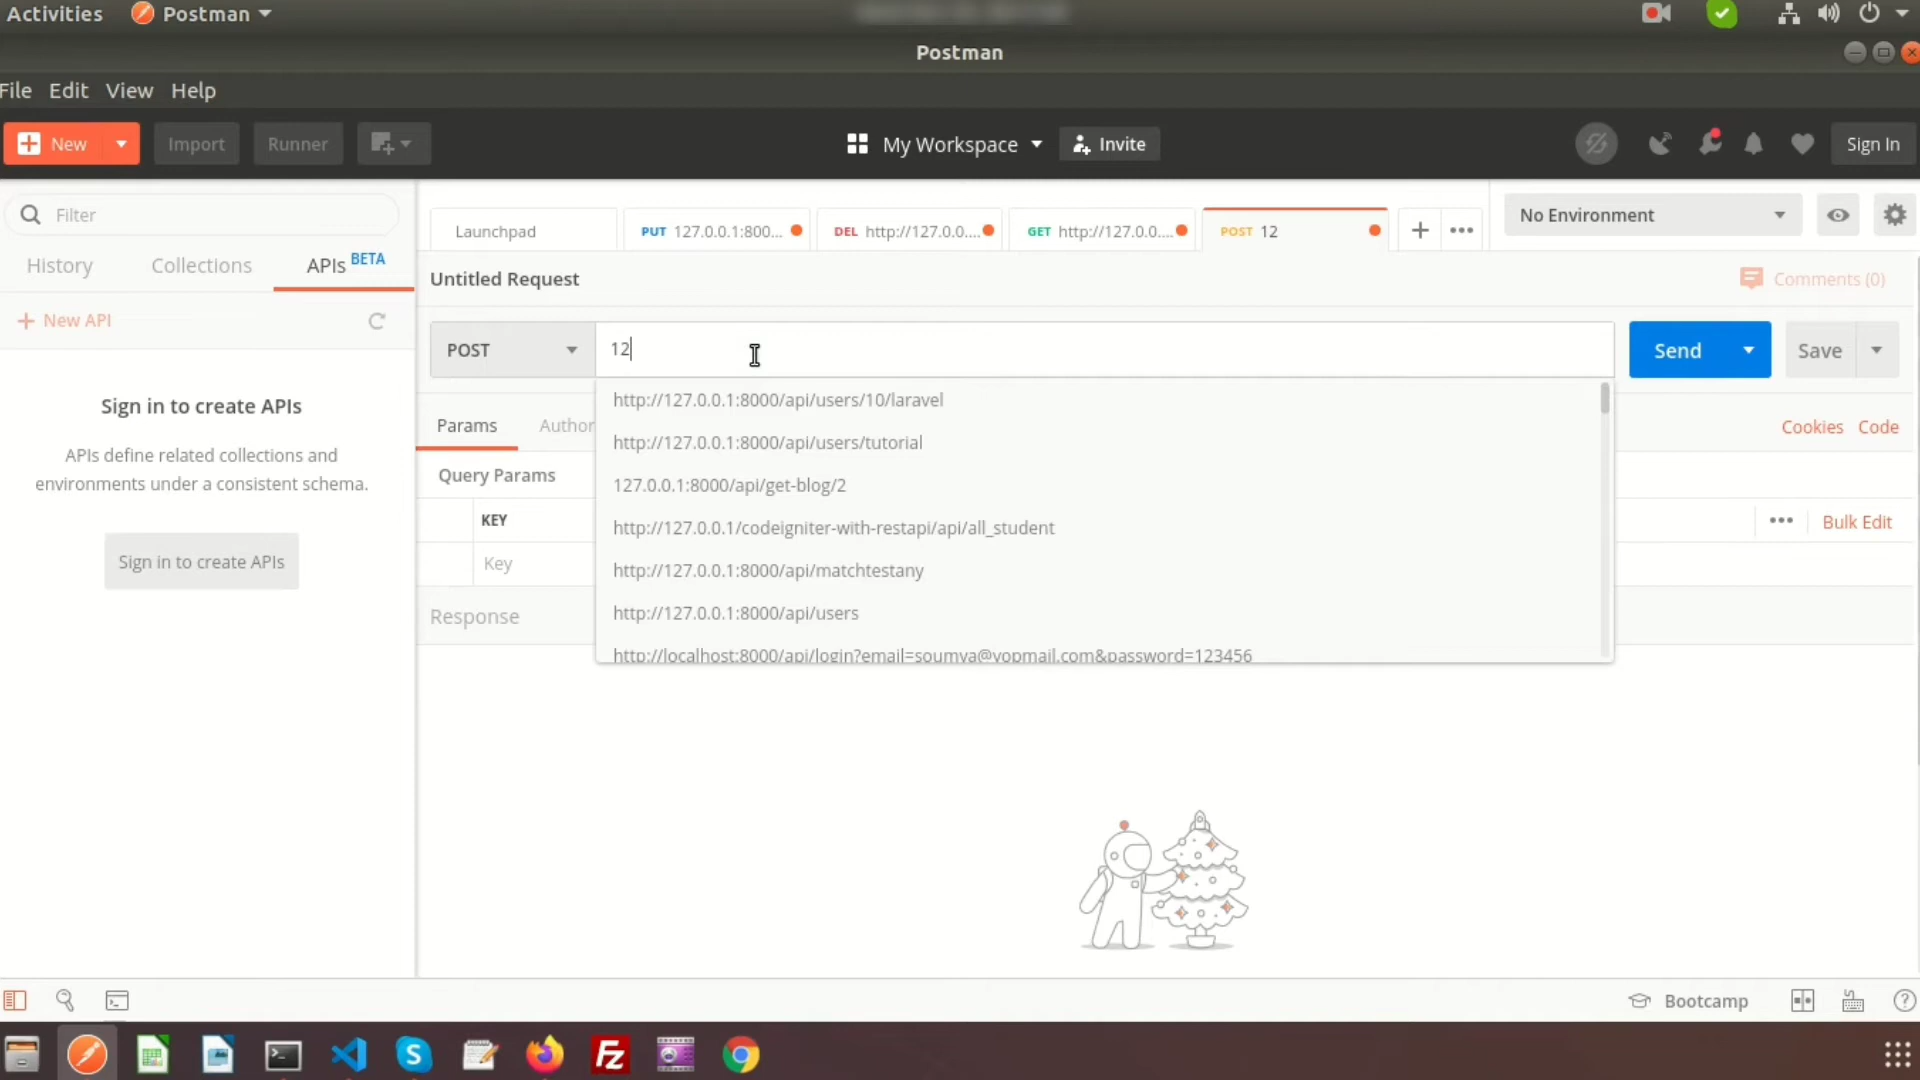 Activities Postman
Postman
File Edit View Help
New Import Runner My Workspace Invite Sign In
Filter
Launchpad PUT 127.0.0.1:800... DEL http://127.0.0.... GET http://127.0.0.... POST 12 No Environment
History Collections APIs BETA
Untitled Request Comments (0)
New API
POST 12 Send Save
http://127.0.0.1:8000/api/users/10/laravel
Sign in to create APIs
Params Author Cookies Code
http://127.0.0.1:8000/api/users/tutorial
APIs define related collections and
environments under a consistent schema.
Query Params
127.0.0.1:8000/api/get-blog/2
KEY Bulk Edit
http://127.0.0.1/codeigniter-with-restapi/api/all_student
Sign in to create APIs
Key
http://127.0.0.1:8000/api/matchtestany
Response
http://127.0.0.1:8000/api/users
http://localhost:8000/api/login?email=soumya@yopmail.com&password=123456
Bootcamp